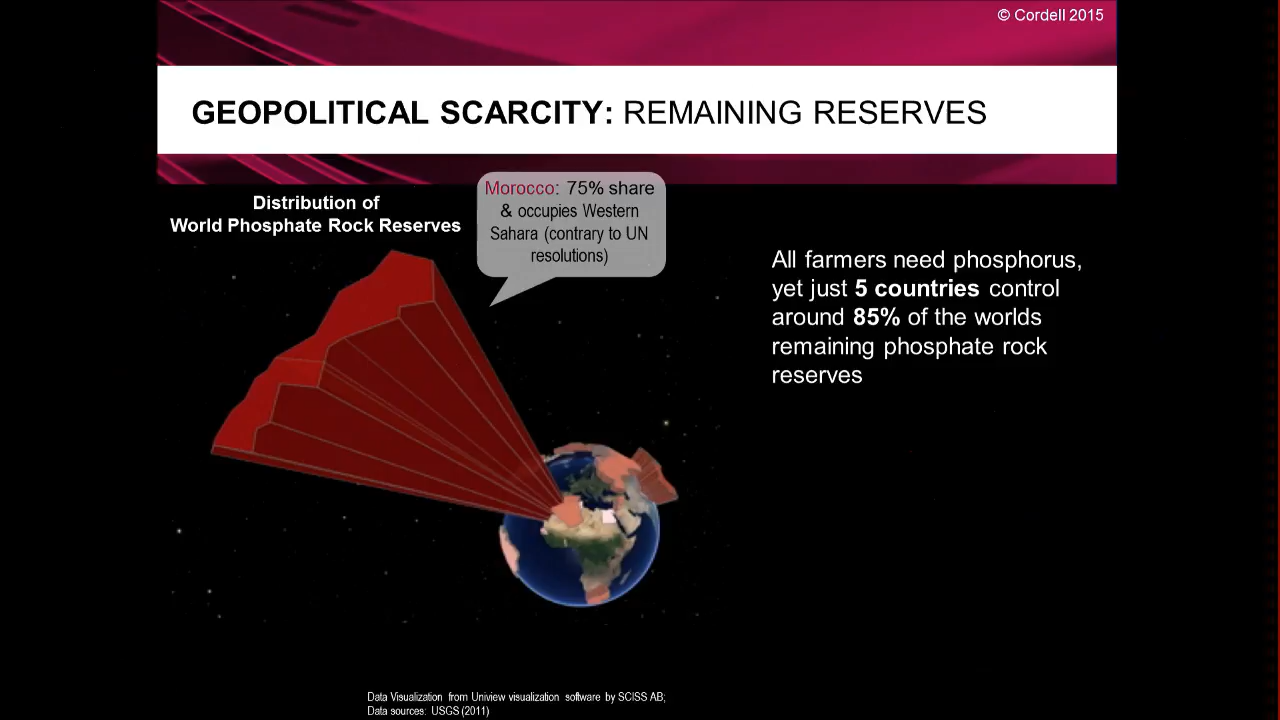 © Cordell 2015
GEOPOLITICAL SCARCITY: REMAINING RESERVES
Distribution of
World Phosphate Rock Reserves
Morocco: 75% share
& occupies Western
Sahara (contrary to UN
resolutions)
All farmers need phosphorus,
yet just 5 countries control
around 85% of the worlds
remaining phosphate rock
reserves
Data Visualization from Uniview visualization software by SCISS AB;
Data sources: USGS (2011)